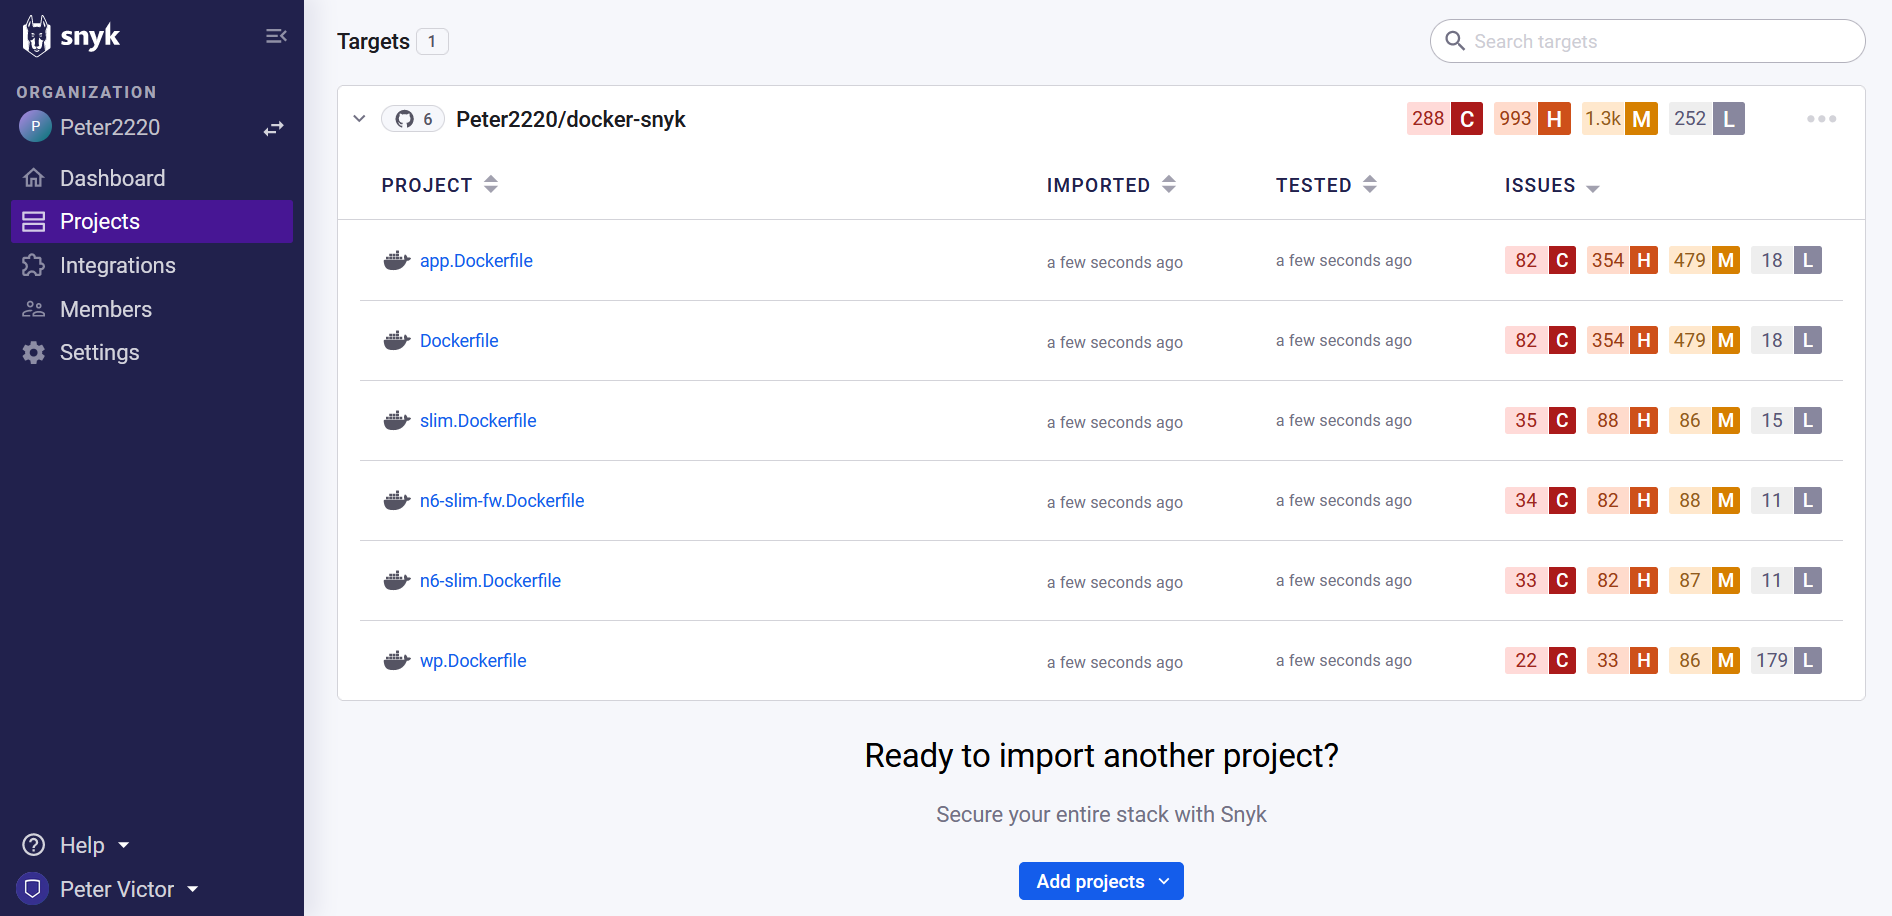 snyk
ORGANIZATION
P Peter2220
Dashboard
Projects
Integrations
Members
Settings
Help
Peter Victor
Targets 1
Search targets
6 Peter2220/docker-snyk 288 C 993 H 1.3k M 252 L
PROJECT IMPORTED TESTED ISSUES
app.Dockerfile a few seconds ago a few seconds ago 82 C 354 H 479 M 18 L
Dockerfile a few seconds ago a few seconds ago 82 C 354 H 479 M 18 L
slim.Dockerfile a few seconds ago a few seconds ago 35 C 88 H 86 M 15 L
n6-slim-fw.Dockerfile a few seconds ago a few seconds ago 34 C 82 H 88 M 11 L
n6-slim.Dockerfile a few seconds ago a few seconds ago 33 C 82 H 87 M 11 L
wp.Dockerfile a few seconds ago a few seconds ago 22 C 33 H 86 M 179 L
Ready to import another project?
Secure your entire stack with Snyk
Add projects